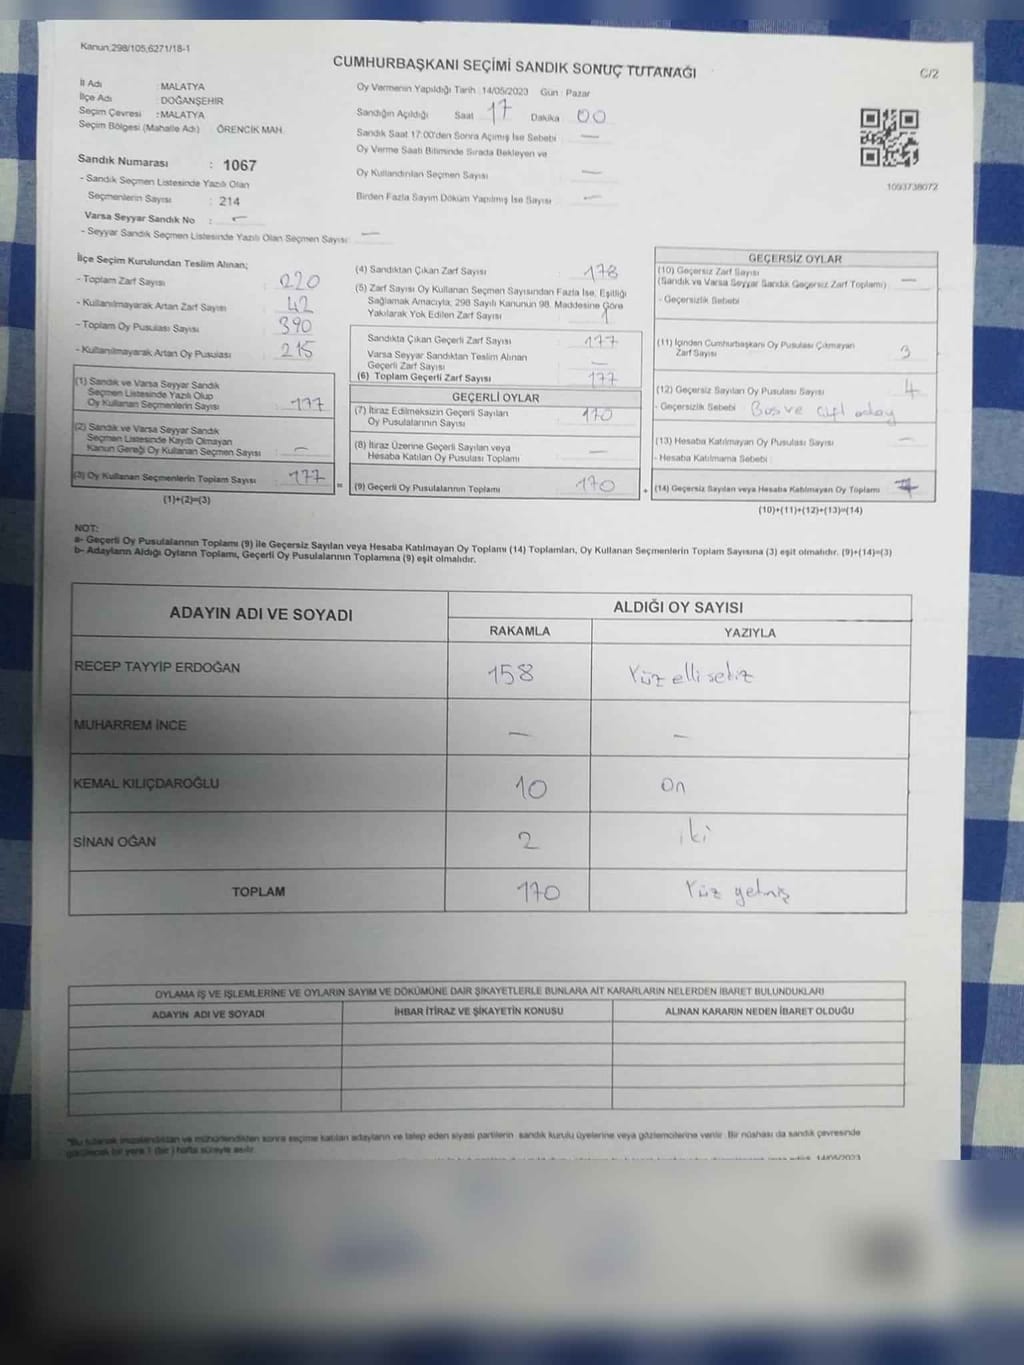 Kanun,298/105,6271/18-1
CUMHURBAŞKANI SEÇİMİ SANDIK SONUÇ TUTANAĞI
C/2
İl Adı : MALATYA
İlçe Adı : DOĞANŞEHİR
Seçim Çevresi : MALATYA
Seçim Bölgesi (Mahalle Adı) : ÖRENCİK MAH.
Oy Vermenin Yapıldığı Tarih : 14/05/2023 Gün : Pazar
Sandığın Açıldığı Saat 17 Dakika 00
Sandık Saat 17:00'den Sonra Açımış İse Sebebi —
Oy Verme Saati Bitiminde Sırada Bekleyen ve
Oy Kullandırılan Seçmen Sayısı —
Birden Fazla Sayım Döküm Yapılmış İse Sayısı —
1093738072
Sandık Numarası : 1067
- Sandık Seçmen Listesinde Yazılı Olan
Seçmenlerin Sayısı : 214
Varsa Seyyar Sandık No : —
- Seyyar Sandık Seçmen Listesinde Yazılı Olan Seçmen Sayısı: —
İlçe Seçim Kurulundan Teslim Alınan;
- Toplam Zarf Sayısı : 220
- Kullanılmayarak Artan Zarf Sayısı : 42
- Toplam Oy Pusulası Sayısı : 390
- Kullanılmayarak Artan Oy Pusulası : 215
(1) Sandık ve Varsa Seyyar Sandık
Seçmen Listesinde Yazılı Olup
Oy Kullanan Seçmenlerin Sayısı : 177
(2) Sandık ve Varsa Seyyar Sandık
Seçmen Listesinde Kayıtlı Olmayan
Kanun Gereği Oy Kullanan Seçmen Sayısı : —
(3) Oy Kullanan Seçmenlerin Toplam Sayısı : 177
(1)+(2)=(3)
(4) Sandıktan Çıkan Zarf Sayısı : 178
(5) Zarf Sayısı Oy Kullanan Seçmen Sayısından Fazla İse, Eşitliği
Sağlamak Amacıyla, 298 Sayılı Kanunun 98. Maddesine Göre
Yakılarak Yok Edilen Zarf Sayısı : 1
Sandıkta Çıkan Geçerli Zarf Sayısı : 177
Varsa Seyyar Sandıktan Teslim Alınan
Geçerli Zarf Sayısı : —
(6) Toplam Geçerli Zarf Sayısı : 177
GEÇERLİ OYLAR
(7) İtiraz Edilmeksizin Geçerli Sayılan
Oy Pusulalarının Sayısı : 170
(8) İtiraz Üzerine Geçerli Sayılan veya
Hesaba Katılan Oy Pusulası Toplamı : —
= (9) Geçerli Oy Pusulalarının Toplamı : 170
GEÇERSİZ OYLAR
(10) Geçersiz Zarf Sayısı
(Sandık ve Varsa Seyyar Sandık Geçersiz Zarf Toplamı) —
- Geçersizlik Sebebi :
(11) İçinden Cumhurbaşkanı Oy Pusulası Çıkmayan
Zarf Sayısı : 3
(12) Geçersiz Sayılan Oy Pusulası Sayısı : 4
- Geçersizlik Sebebi : Bos ve çift aday
(13) Hesaba Katılmayan Oy Pusulası Sayısı : —
- Hesaba Katılmama Sebebi :
+ (14) Geçersiz Sayılan veya Hesaba Katılmayan Oy Toplamı : 7
(10)+(11)+(12)+(13)=(14)
NOT:
a- Geçerli Oy Pusulalarının Toplamı (9) ile Geçersiz Sayılan veya Hesaba Katılmayan Oy Toplamı (14) Toplamları, Oy Kullanan Seçmenlerin Toplam Sayısına (3) eşit olmalıdır. (9)+(14)=(3)
b- Adayların Aldığı Oyların Toplamı, Geçerli Oy Pusulalarının Toplamına (9) eşit olmalıdır.
ADAYIN ADI VE SOYADI
ALDIĞI OY SAYISI
RAKAMLA YAZIYLA
RECEP TAYYİP ERDOĞAN 158 Yüz elli sekiz
MUHARREM İNCE — —
KEMAL KILIÇDAROĞLU 10 On
SİNAN OĞAN 2 iki
TOPLAM 170 Yüz yetmiş
OYLAMA İŞ VE İŞLEMLERİNE VE OYLARIN SAYIM VE DÖKÜMÜNE DAİR ŞİKAYETLERLE BUNLARA AİT KARARLARIN NELERDEN İBARET BULUNDUKLARI
ADAYIN ADI VE SOYADI İHBAR İTİRAZ VE ŞİKAYETİN KONUSU ALINAN KARARIN NEDEN İBARET OLDUĞU
*Bu tutanak imzalandıktan ve mühürlendikten sonra seçime katılan adayların ve talep eden siyasi partilerin sandık kurulu üyelerine veya gözlemcilerine verilir. Bir nüshası da sandık çevresinde
görülecek bir yere 1 (bir) hafta süreyle asılır.
14/05/2023